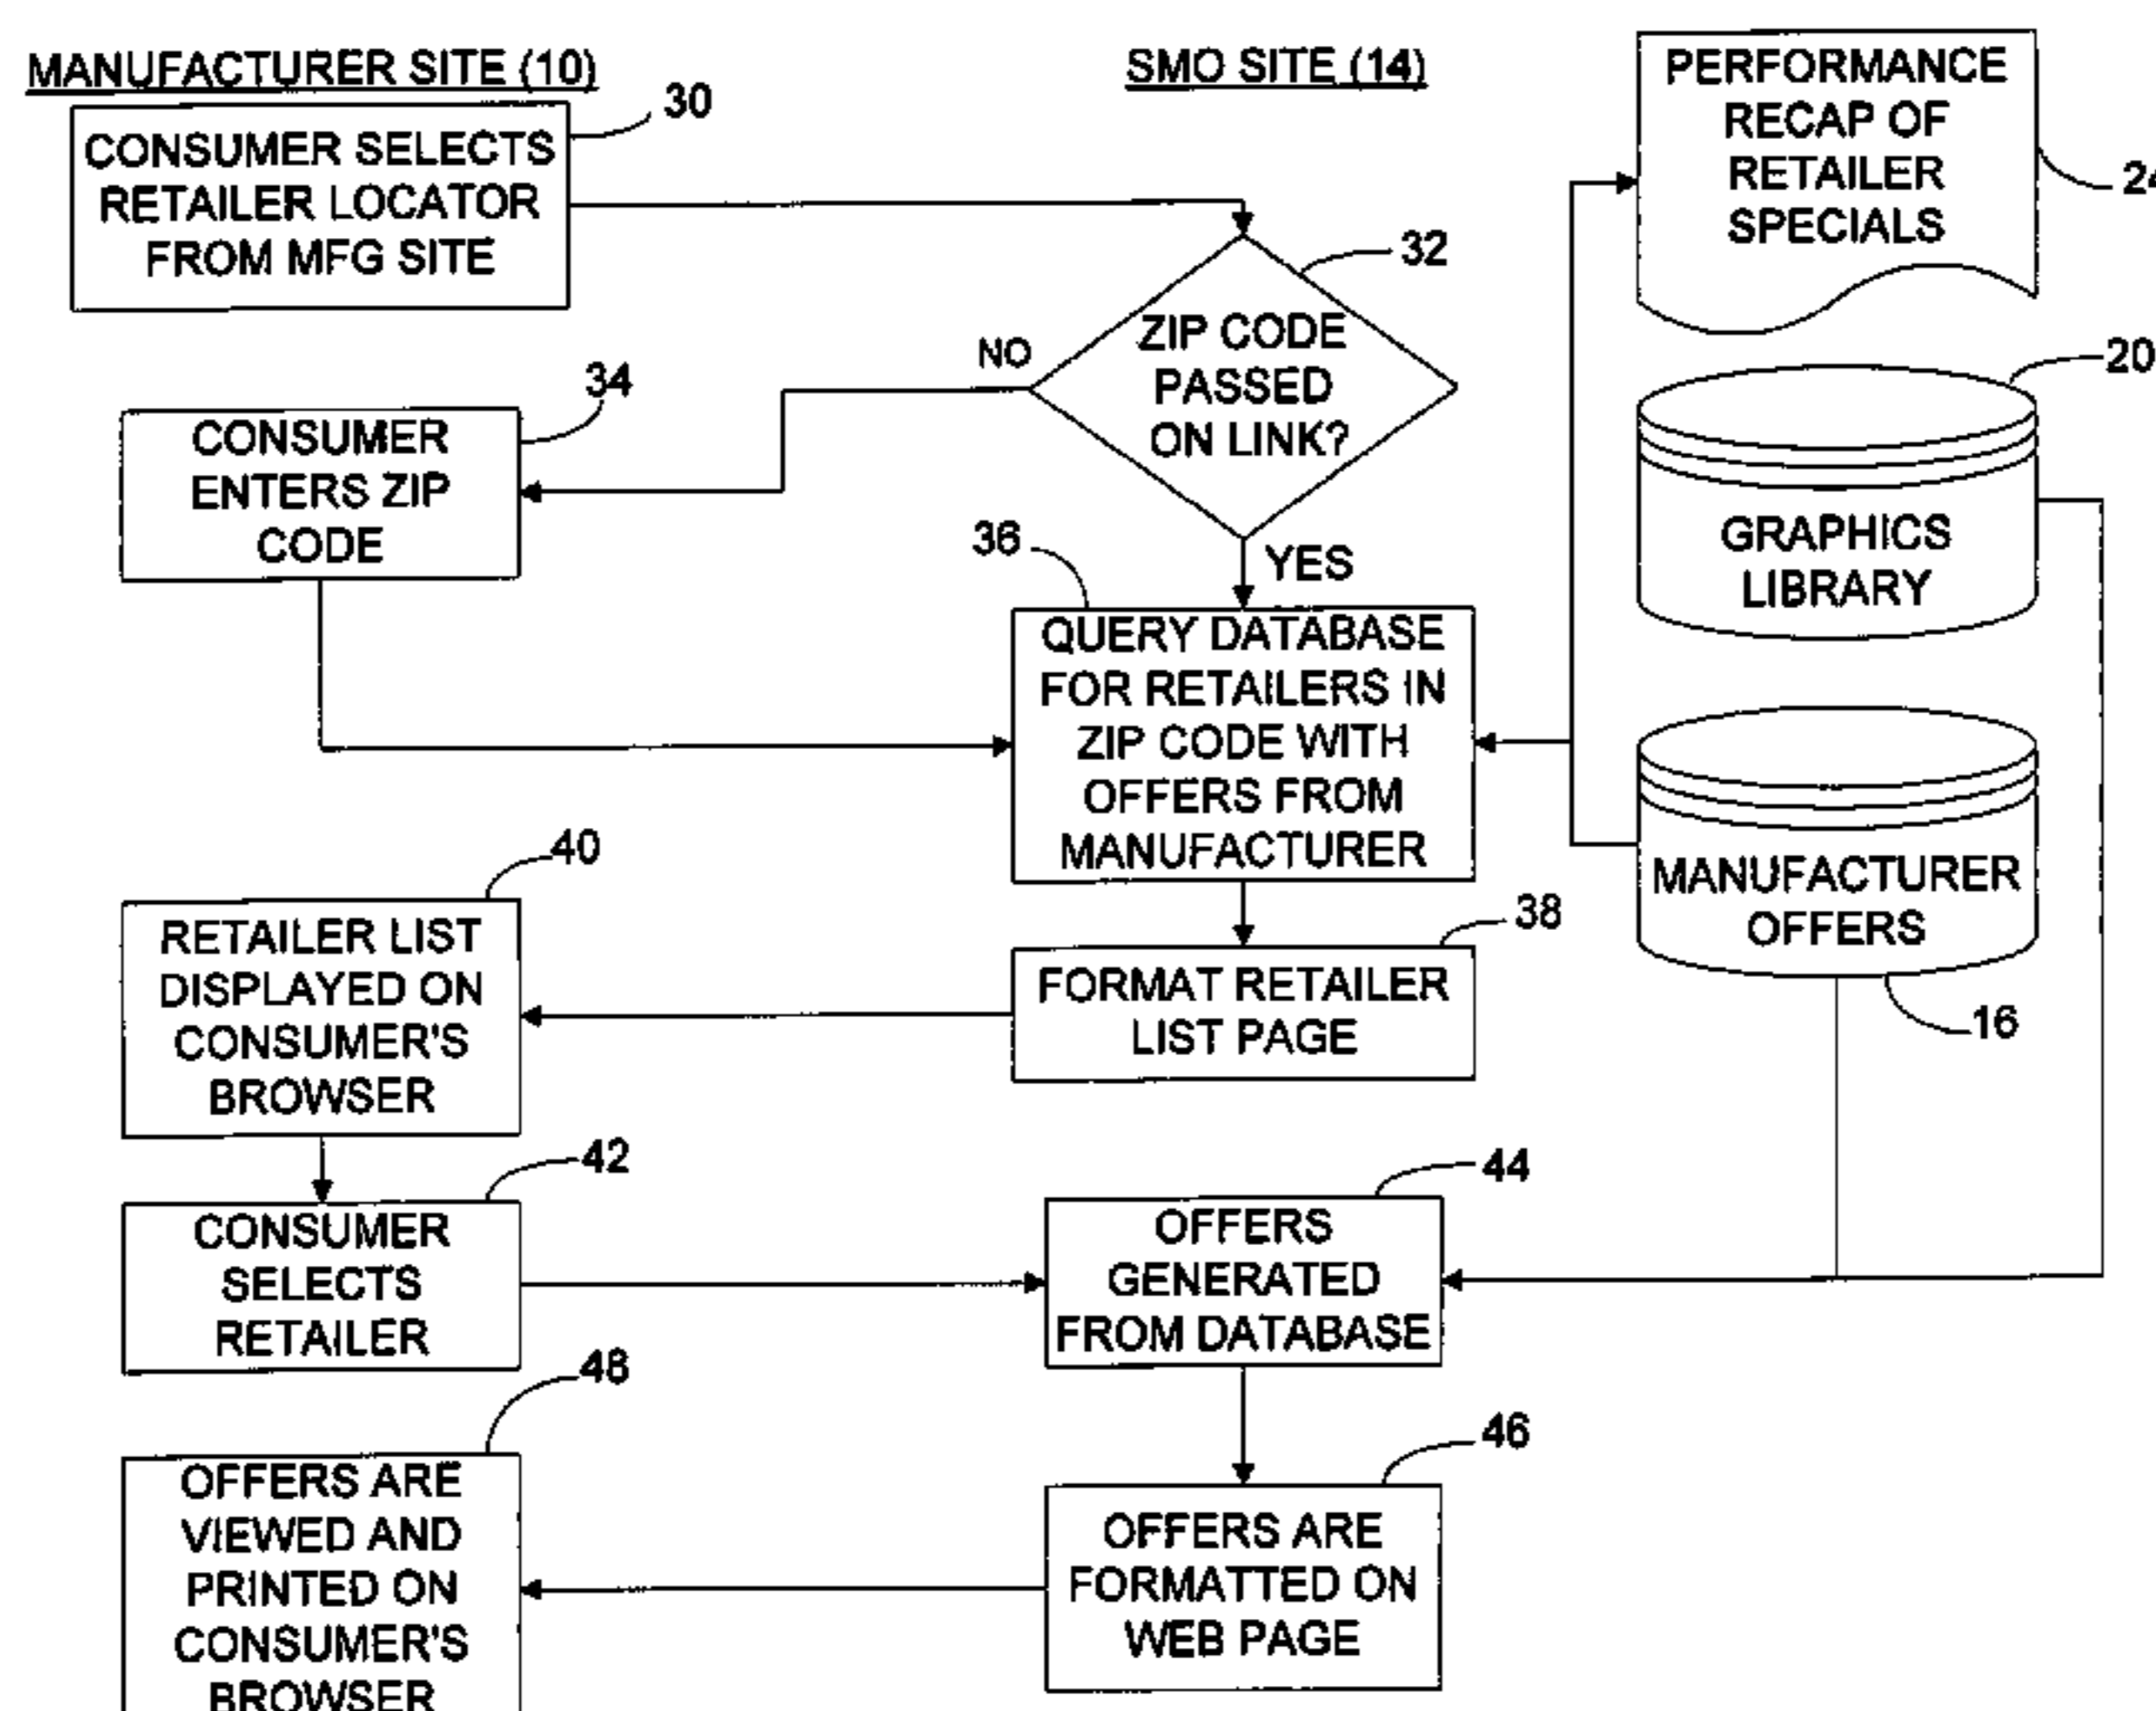 MANUFACTURER SITE (10)
SMO SITE (14)
30
CONSUMER SELECTS
RETAILER LOCATOR
FROM MFG SITE
32
ZIP CODE
PASSED
ON LINK?
NO
YES
34
CONSUMER
ENTERS ZIP
CODE
36
QUERY DATABASE
FOR RETAILERS IN
ZIP CODE WITH
OFFERS FROM
MANUFACTURER
38
FORMAT RETAILER
LIST PAGE
40
RETAILER LIST
DISPLAYED ON
CONSUMER'S
BROWSER
42
CONSUMER
SELECTS
RETAILER
44
OFFERS
GENERATED
FROM DATABASE
46
OFFERS ARE
FORMATTED ON
WEB PAGE
48
OFFERS ARE
VIEWED AND
PRINTED ON
CONSUMER'S
BROWSER
PERFORMANCE
RECAP OF
RETAILER
SPECIALS
24
20
GRAPHICS
LIBRARY
MANUFACTURER
OFFERS
16